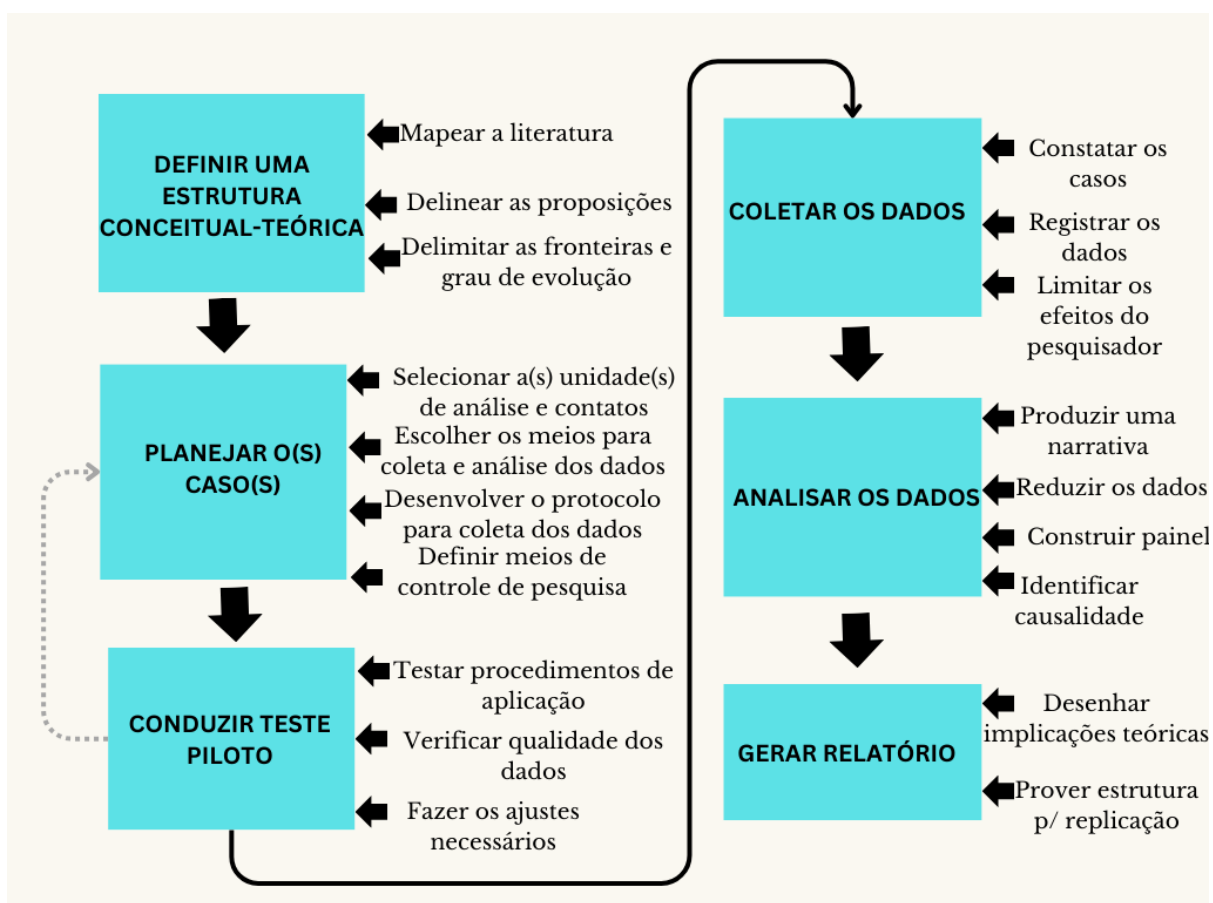 DEFINIR UMA
ESTRUTURA
CONCEITUAL-TEÓRICA
Mapear a literatura
Delinear as proposições
Delimitar as fronteiras e
grau de evolução
PLANEJAR O(S)
CASO(S)
Selecionar a(s) unidade(s)
de análise e contatos
Escolher os meios para
coleta e análise dos dados
Desenvolver o protocolo
para coleta dos dados
Definir meios de
controle de pesquisa
CONDUZIR TESTE
PILOTO
Testar procedimentos de
aplicação
Verificar qualidade dos
dados
Fazer os ajustes
necessários
COLETAR OS DADOS
Constatar os
casos
Registrar os
dados
Limitar os
efeitos do
pesquisador
ANALISAR OS DADOS
Produzir uma
narrativa
Reduzir os dados
Construir painel
Identificar
causalidade
GERAR RELATÓRIO
Desenhar
implicações teóricas
Prover estrutura
p/ replicação